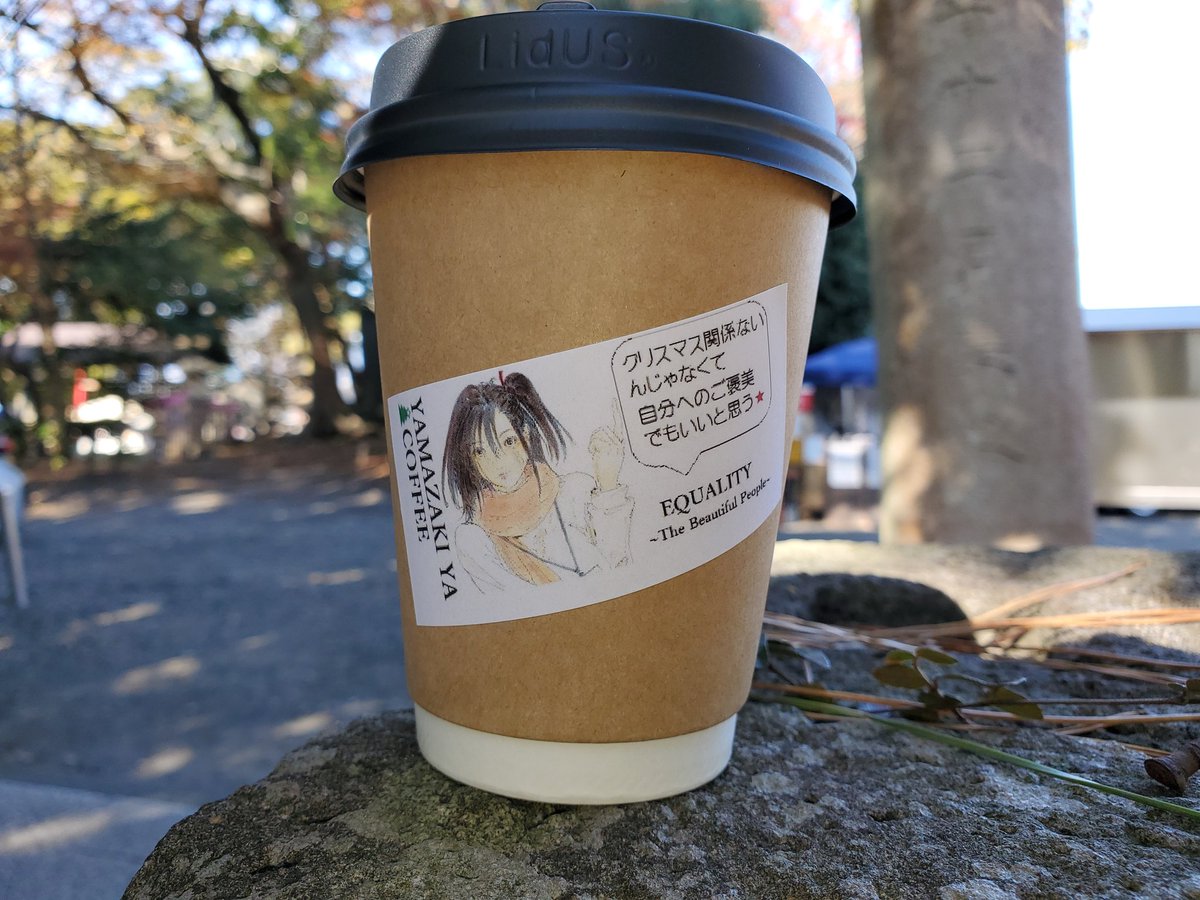 LidUS
クリスマス関係ない
んじゃなくて
自分へのご褒美
でもいいと思う★
YAMAZAKI YA
COFFEE
EQUALITY
~The Beautiful People~